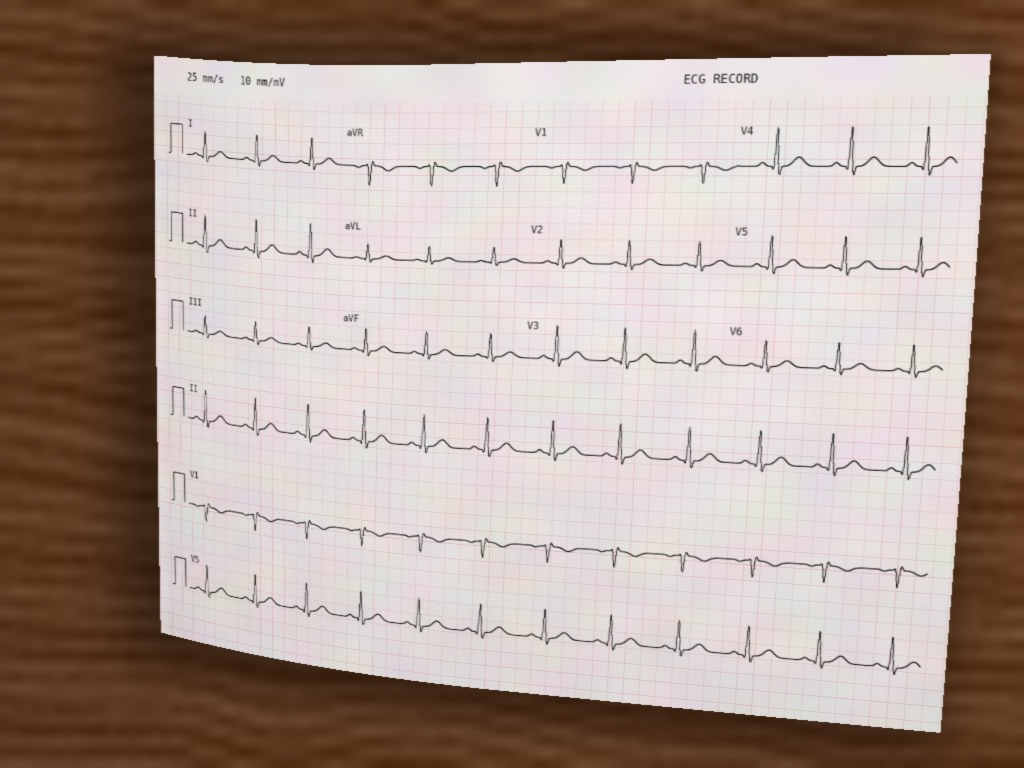 25 mm/s 10 mm/mV ECG RECORD
I aVR V1 V4
II aVL V2 V5
III aVF V3 V6
II
V1
V5